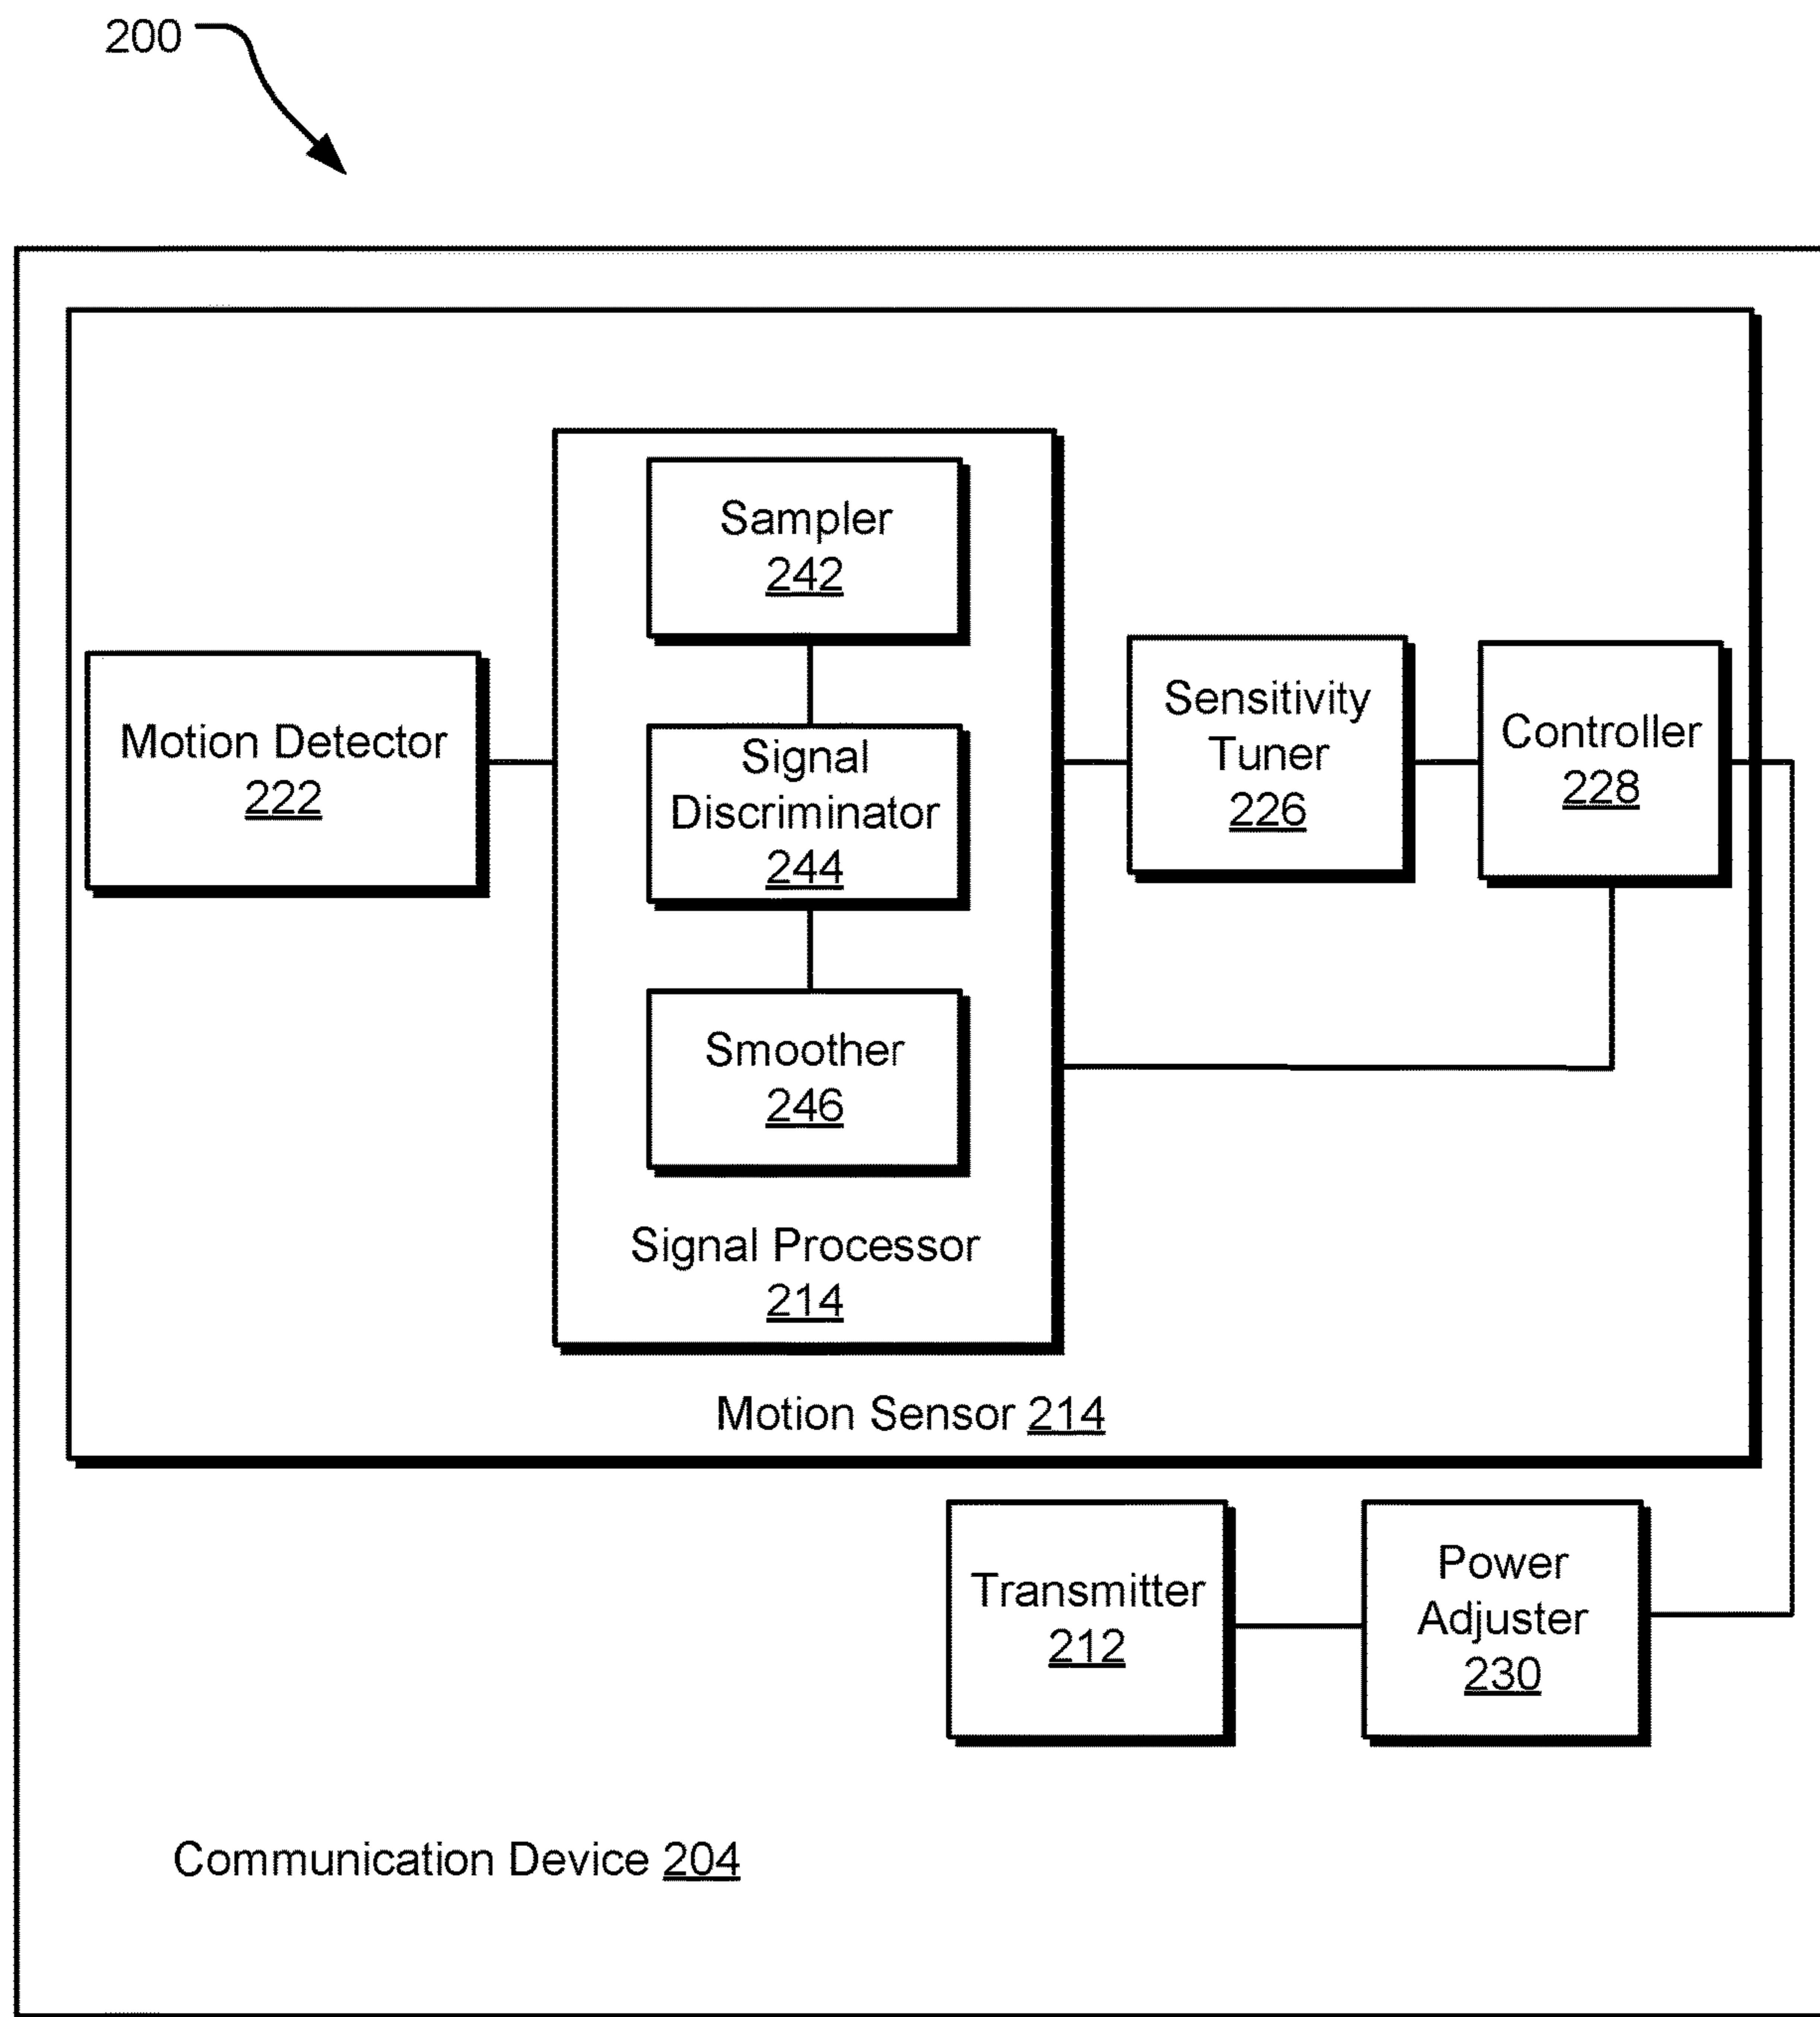 200
Sampler
242
Motion Detector
222
Signal
Discriminator
244
Sensitivity
Tuner
226
Controller
228
Smoother
246
Signal Processor
214
Motion Sensor 214
Transmitter
212
Power
Adjuster
230
Communication Device 204